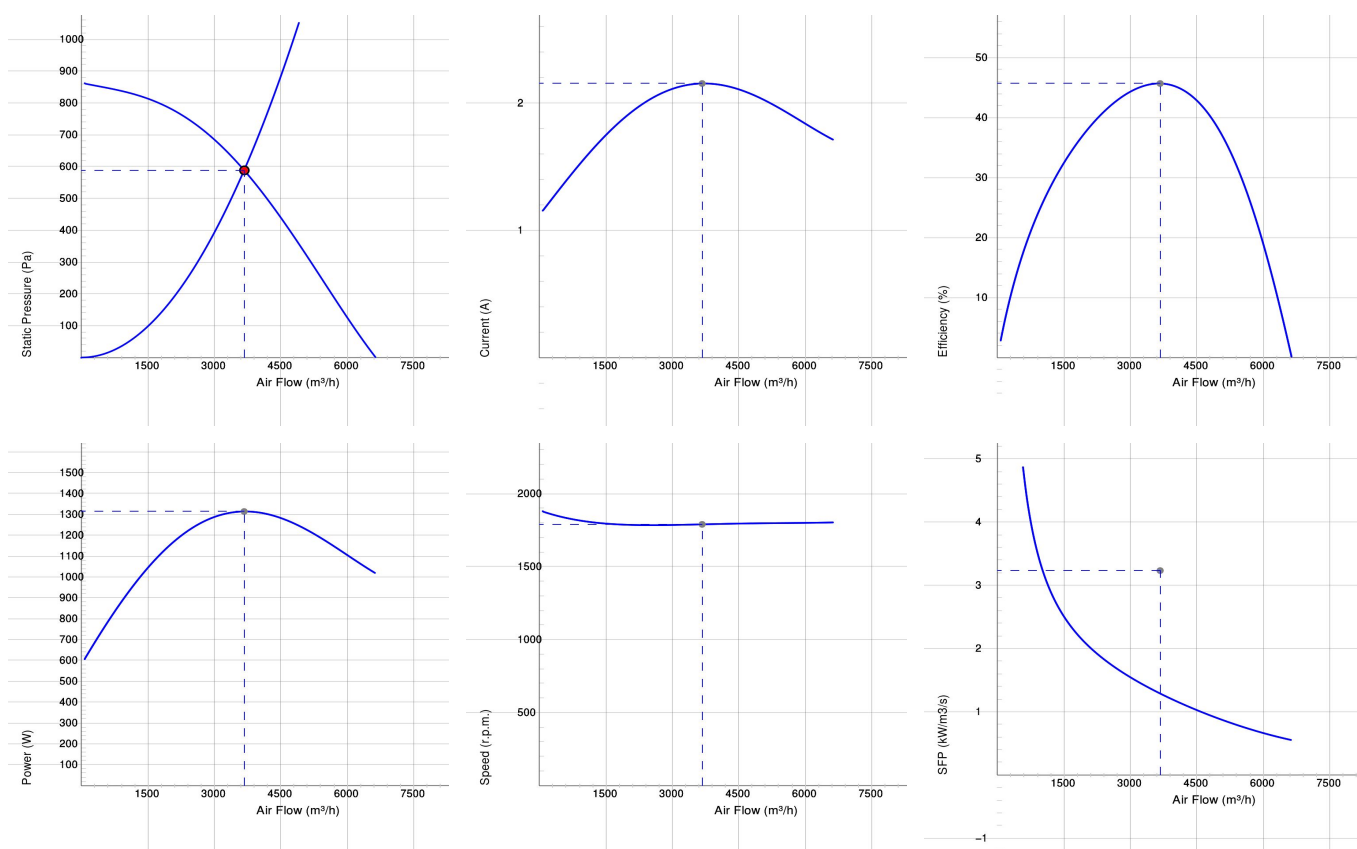 1000
900
800
700
600
500
400
300
200
100
Static Pressure (Pa)
1500 3000 4500 6000 7500
Air Flow (m³/h)
2
1
Current (A)
1500 3000 4500 6000 7500
Air Flow (m³/h)
50
40
30
20
10
Efficiency (%)
1500 3000 4500 6000 7500
Air Flow (m³/h)
1500
1400
1300
1200
1100
1000
900
800
700
600
500
400
300
200
100
Power (W)
1500 3000 4500 6000 7500
Air Flow (m³/h)
2000
1500
1000
500
Speed (r.p.m.)
1500 3000 4500 6000 7500
Air Flow (m³/h)
5
4
3
2
1
−1
SFP (kW/m3/s)
1500 3000 4500 6000 7500
Air Flow (m³/h)